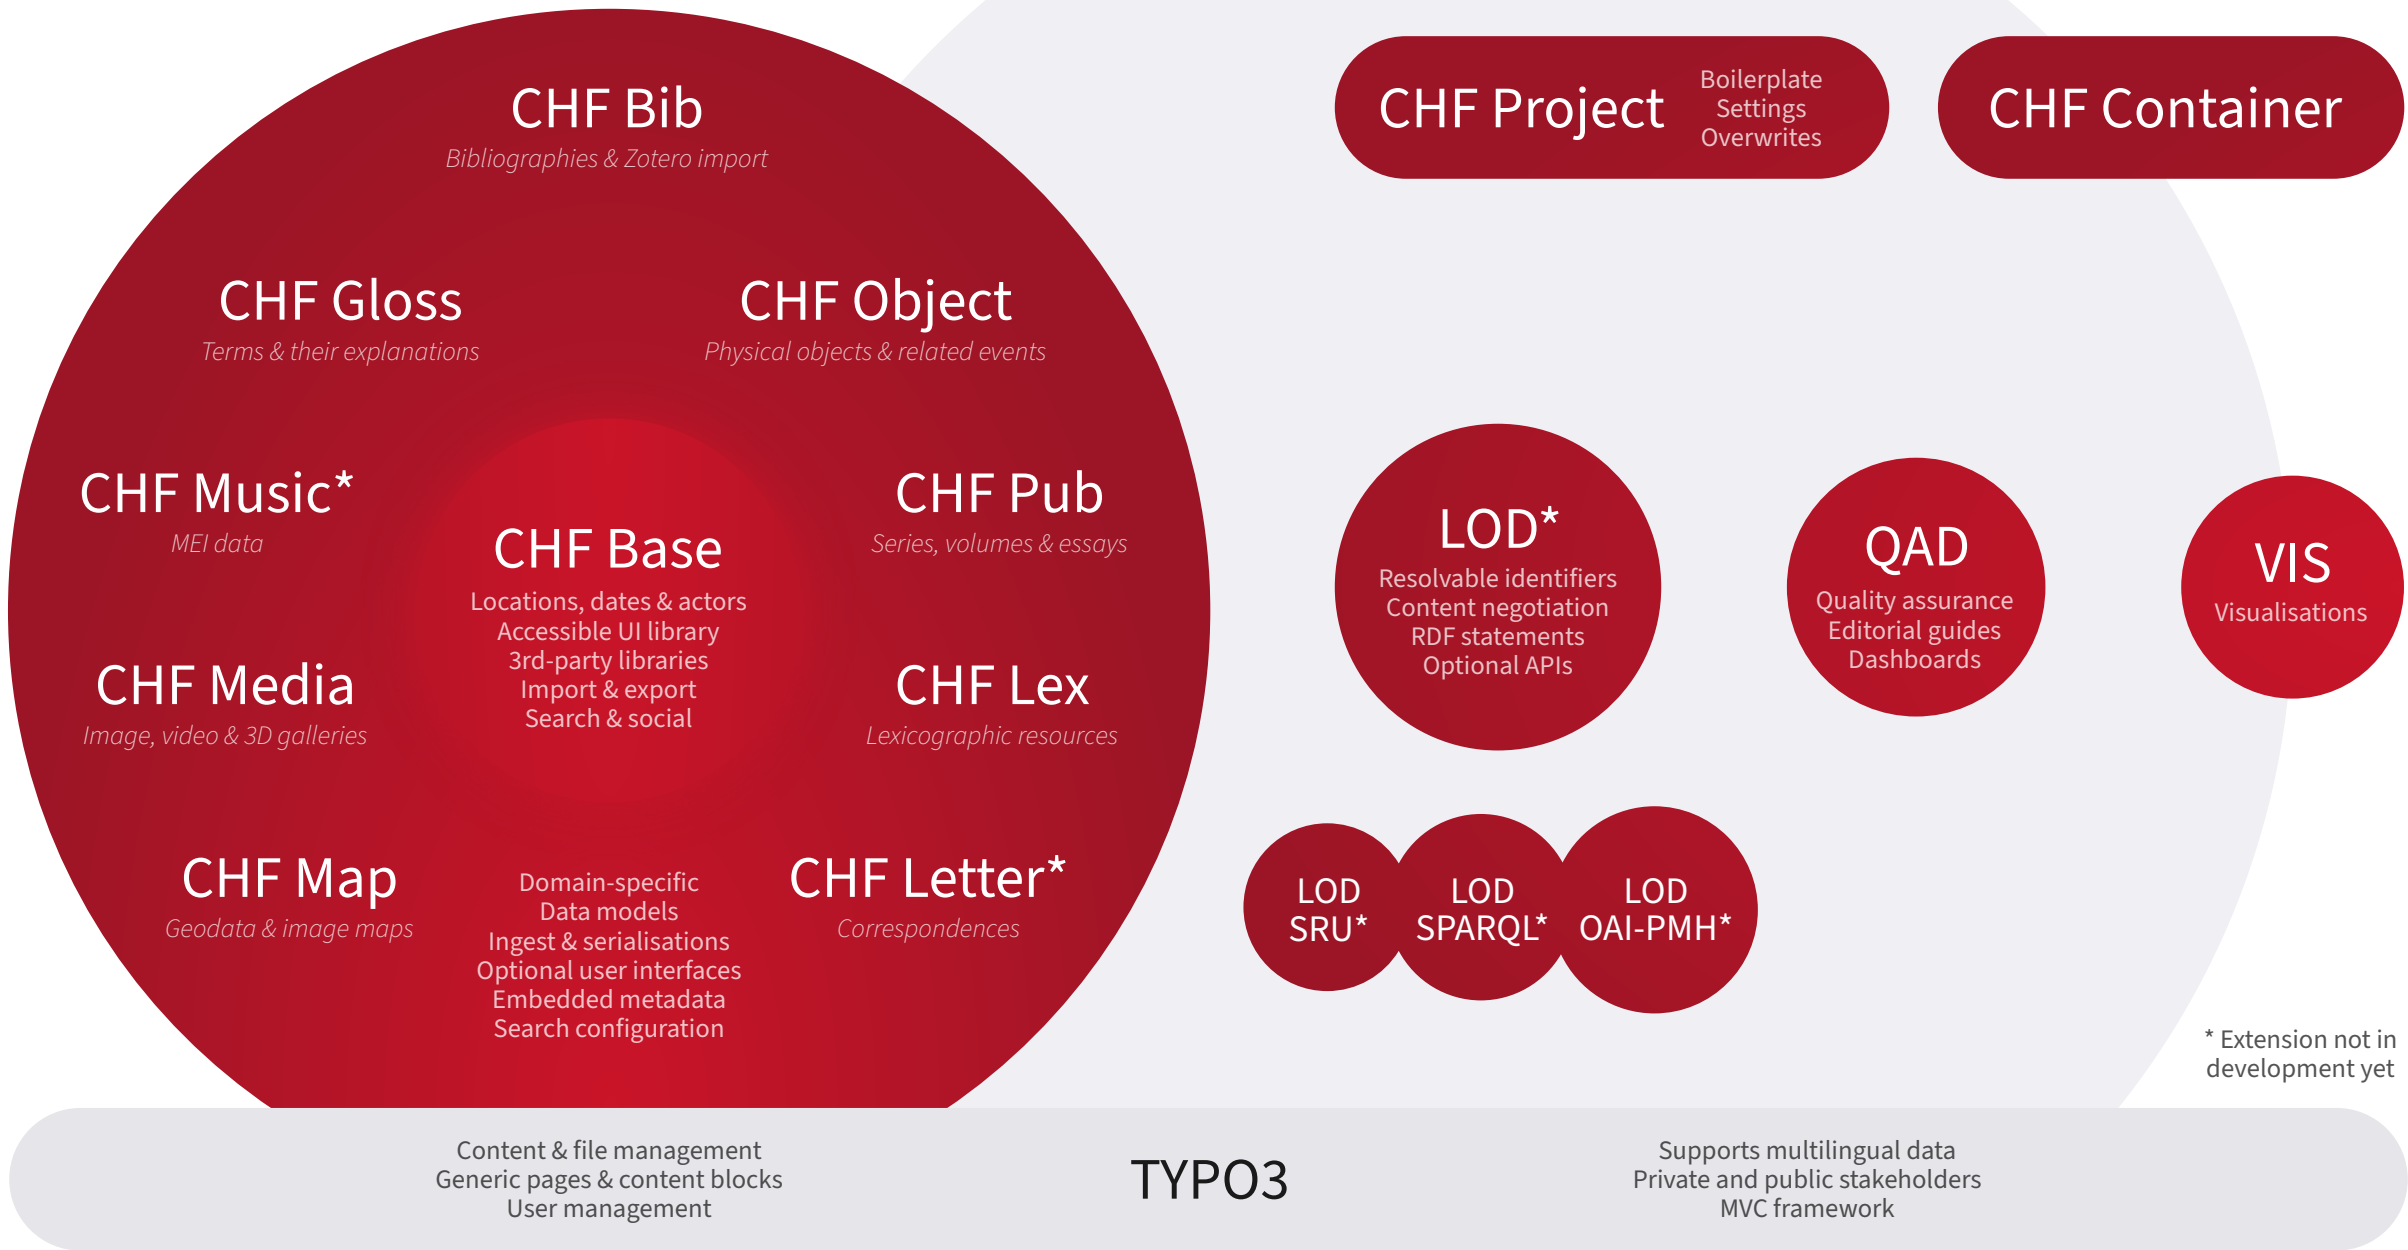 CHF Bib
Bibliographies & Zotero import
CHF Gloss
Terms & their explanations
CHF Object
Physical objects & related events
CHF Music*
MEI data
CHF Pub
Series, volumes & essays
CHF Base
Locations, dates & actors
Accessible UI library
3rd-party libraries
Import & export
Search & social
CHF Media
Image, video & 3D galleries
CHF Lex
Lexicographic resources
CHF Map
Geodata & image maps
Domain-specific
Data models
Ingest & serialisations
Optional user interfaces
Embedded metadata
Search configuration
CHF Letter*
Correspondences
CHF Project
Boilerplate
Settings
Overwrites
CHF Container
LOD*
Resolvable identifiers
Content negotiation
RDF statements
Optional APIs
QAD
Quality assurance
Editorial guides
Dashboards
VIS
Visualisations
LOD
SRU*
LOD
SPARQL*
LOD
OAI-PMH*
* Extension not in
development yet
Content & file management
Generic pages & content blocks
User management
TYPO3
Supports multilingual data
Private and public stakeholders
MVC framework